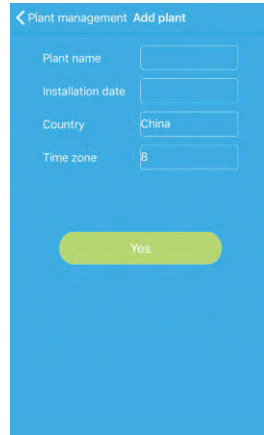 Plant management Add plant
Plant name
Installation date
Country China
Time zone 8
Yes